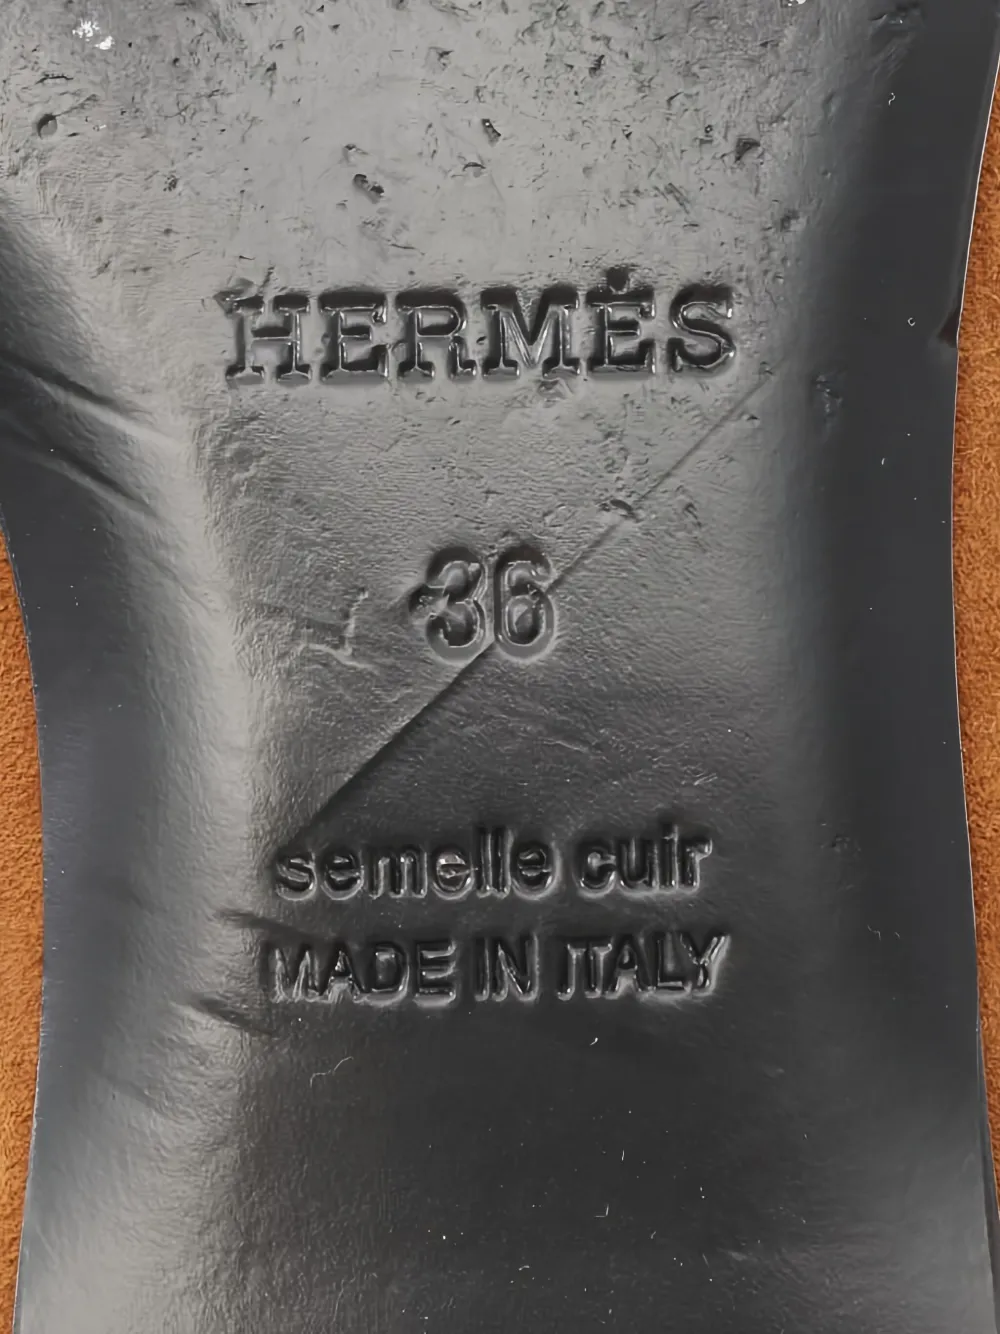 HERMÈS
36
semelle cuir
MADE IN ITALY